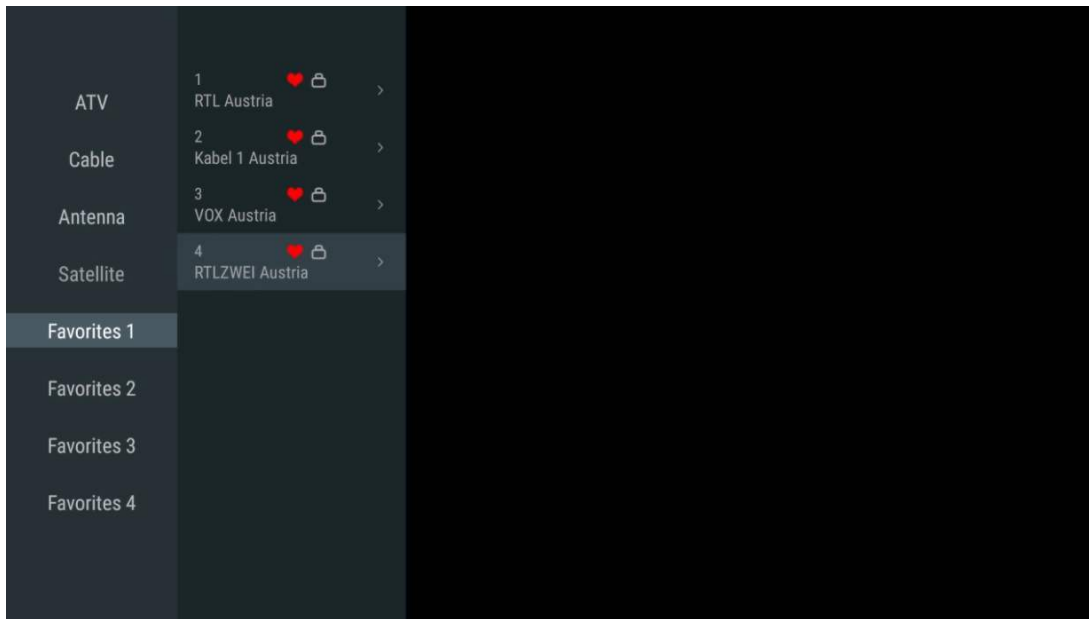 ATV
Cable
Antenna
Satellite
Favorites 1
Favorites 2
Favorites 3
Favorites 4
1
RTL Austria
2
Kabel 1 Austria
3
VOX Austria
4
RTLZWEI Austria